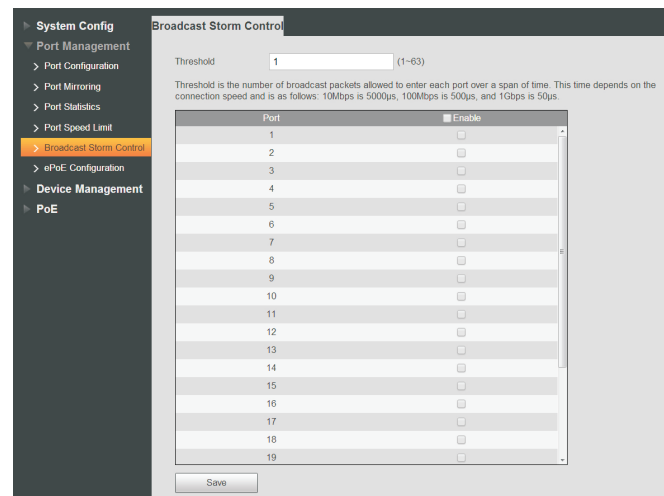 System Config
Port Management
Port Configuration
Port Mirroring
Port Statistics
Port Speed Limit
Broadcast Storm Control
ePoE Configuration
Device Management
PoE
Broadcast Storm Control
Threshold 1 (1~63)
Threshold is the number of broadcast packets allowed to enter each port over a span of time. This time depends on the
connection speed and is as follows: 10Mbps is 5000μs, 100Mbps is 500μs, and 1Gbps is 50μs.
Port Enable
1
2
3
4
5
6
7
8
9
10
11
12
13
14
15
16
17
18
19
Save